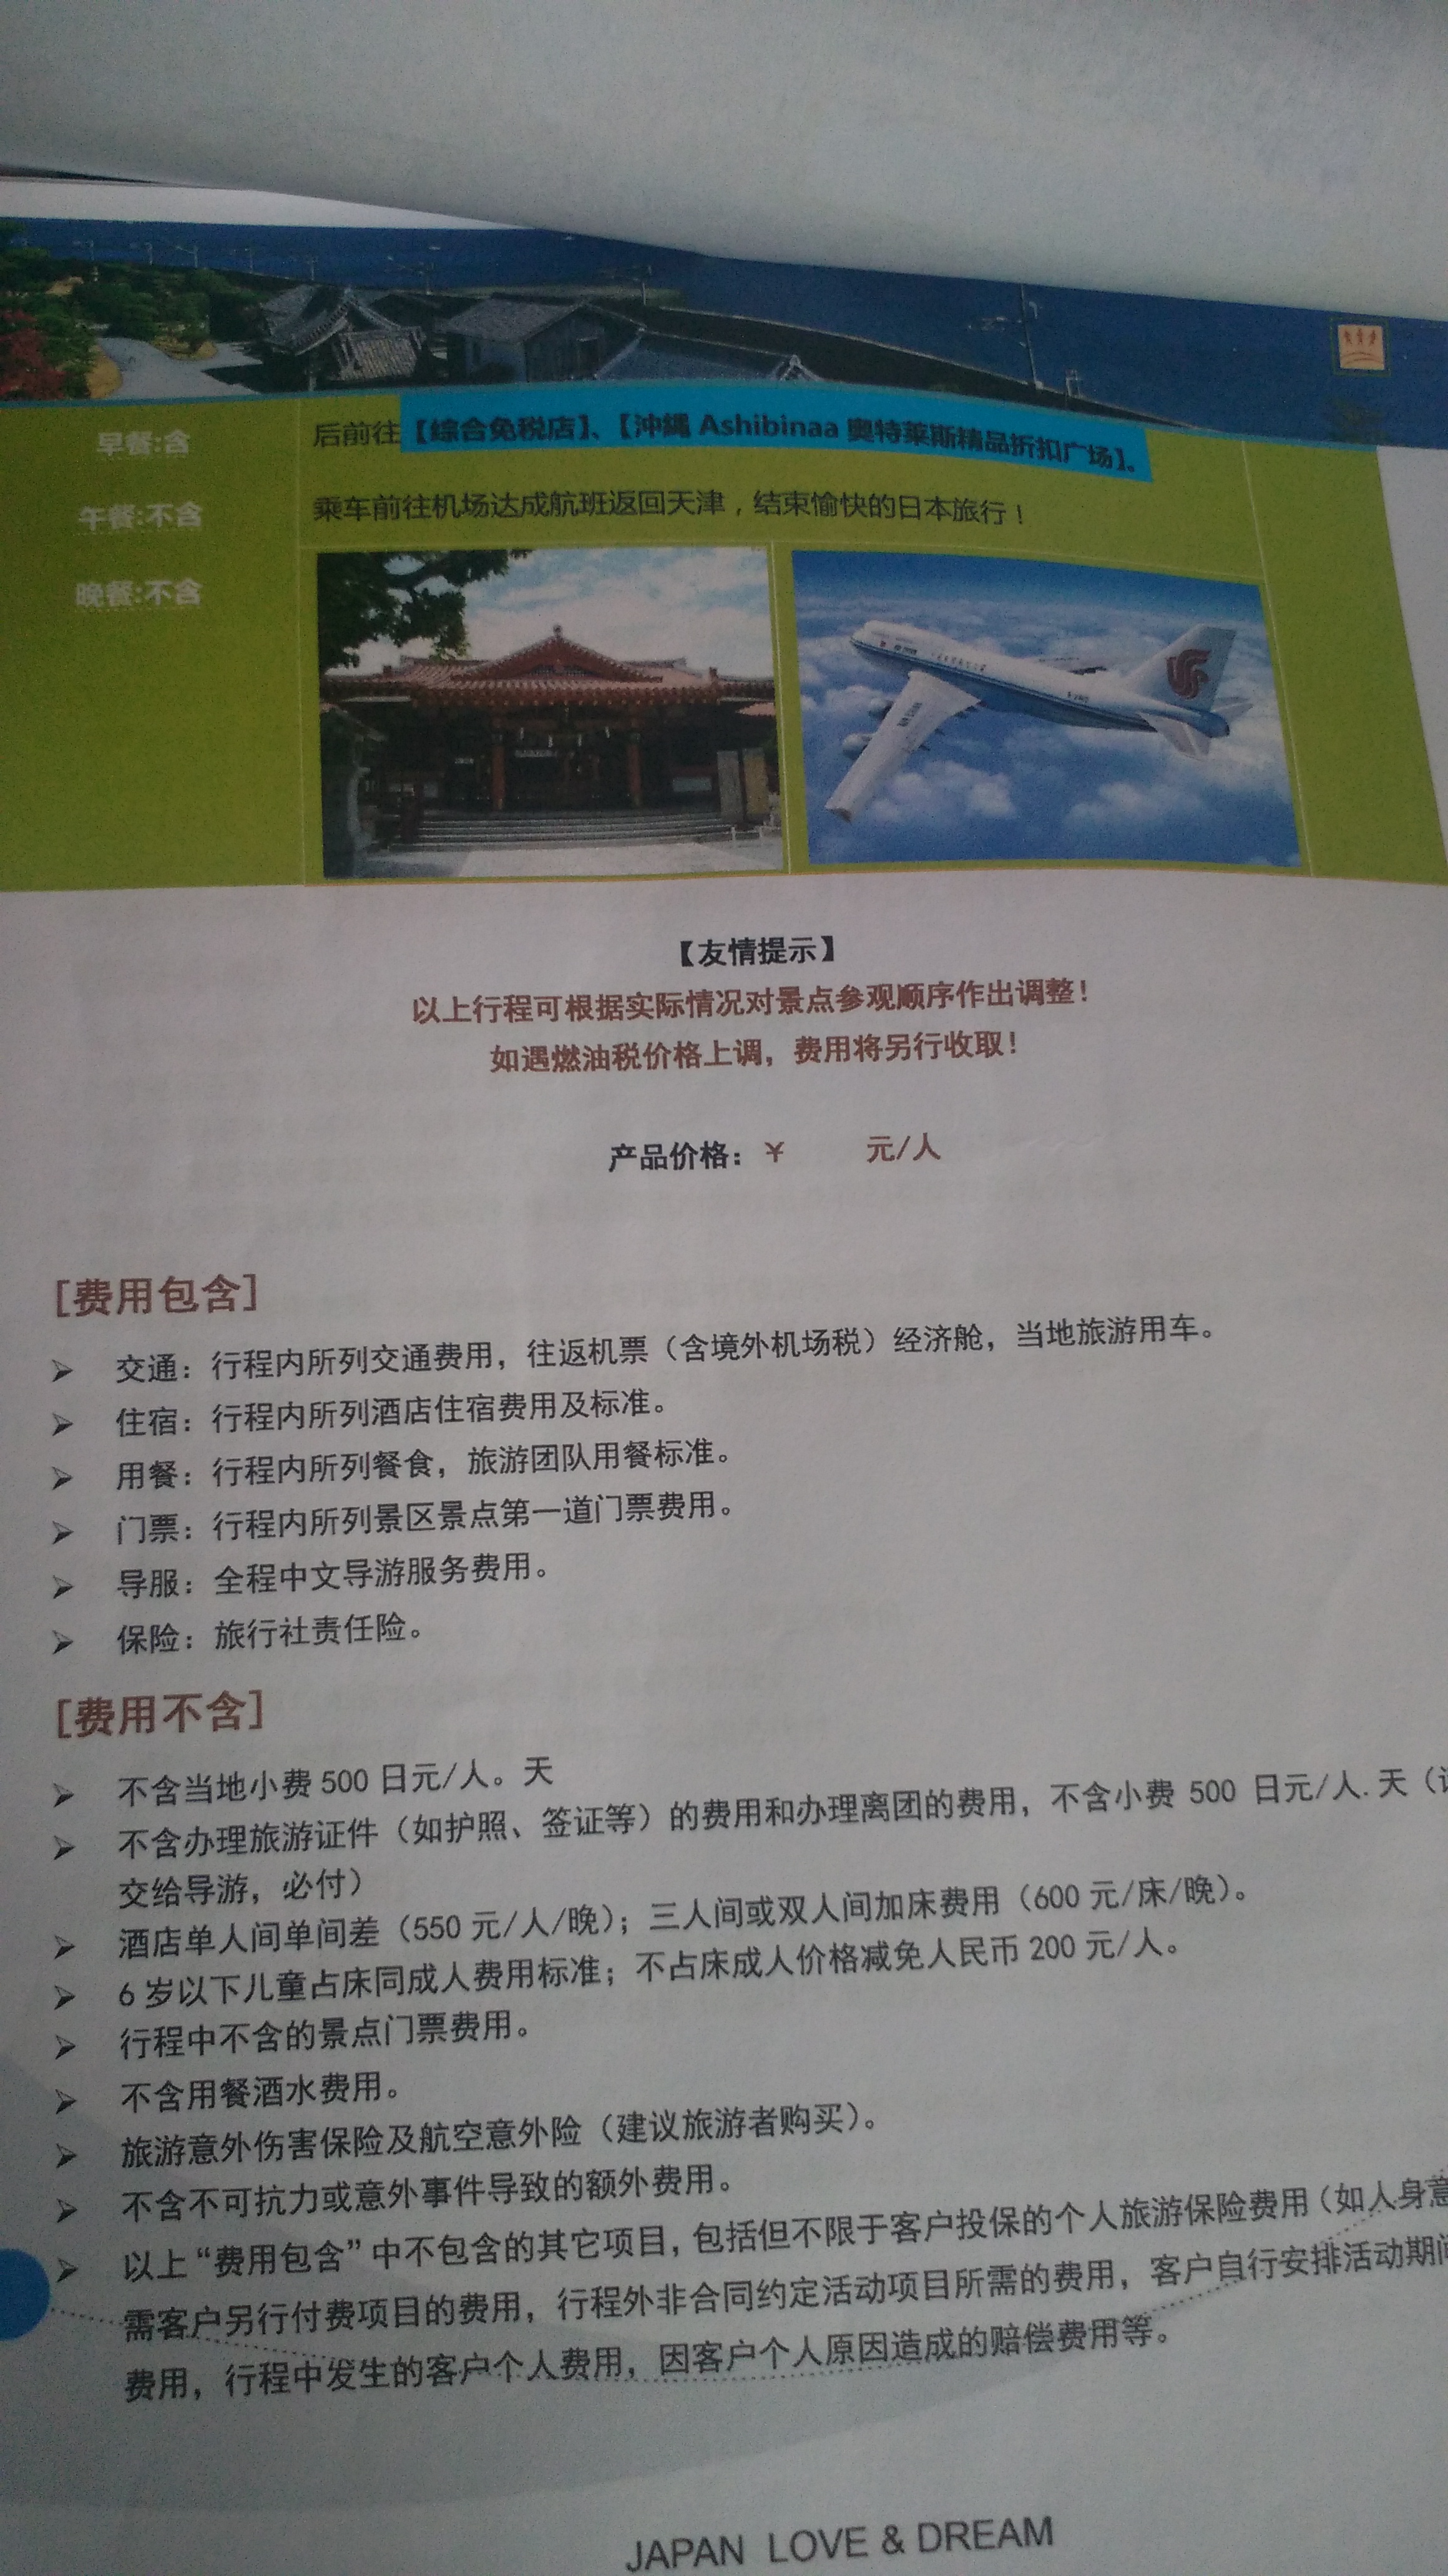 早餐:含
午餐:不含
晚餐:不含
后前往【综合免税店】、【沖繩 Ashibinaa 奥特莱斯精品折扣广场】。
乘车前往机场达成航班返回天津，结束愉快的日本旅行！
【友情提示】
以上行程可根据实际情况对景点参观顺序作出调整！
如遇燃油税价格上调，费用将另行收取！
产品价格：￥ 元/人
[费用包含]
➢ 交通：行程内所列交通费用，往返机票（含境外机场税）经济舱，当地旅游用车。
➢ 住宿：行程内所列酒店住宿费用及标准。
➢ 用餐：行程内所列餐食，旅游团队用餐标准。
➢ 门票：行程内所列景区景点第一道门票费用。
➢ 导服：全程中文导游服务费用。
➢ 保险：旅行社责任险。
[费用不含]
➢ 不含当地小费 500 日元/人。天
➢ 不含办理旅游证件（如护照、签证等）的费用和办理离团的费用，不含小费 500 日元/人.天（
交给导游，必付）
➢ 酒店单人间单间差（550 元/人/晚）；三人间或双人间加床费用（600 元/床/晚）。
➢ 6 岁以下儿童占床同成人费用标准；不占床成人价格减免人民币 200 元/人。
➢ 行程中不含的景点门票费用。
➢ 不含用餐酒水费用。
➢ 旅游意外伤害保险及航空意外险（建议旅游者购买）。
➢ 不含不可抗力或意外事件导致的额外费用。
➢ 以上“费用包含”中不包含的其它项目，包括但不限于客户投保的个人旅游保险费用（如人身意
需客户另行付费项目的费用，行程外非合同约定活动项目所需的费用，客户自行安排活动期间
费用，行程中发生的客户个人费用，因客户个人原因造成的赔偿费用等。
JAPAN LOVE & DREAM